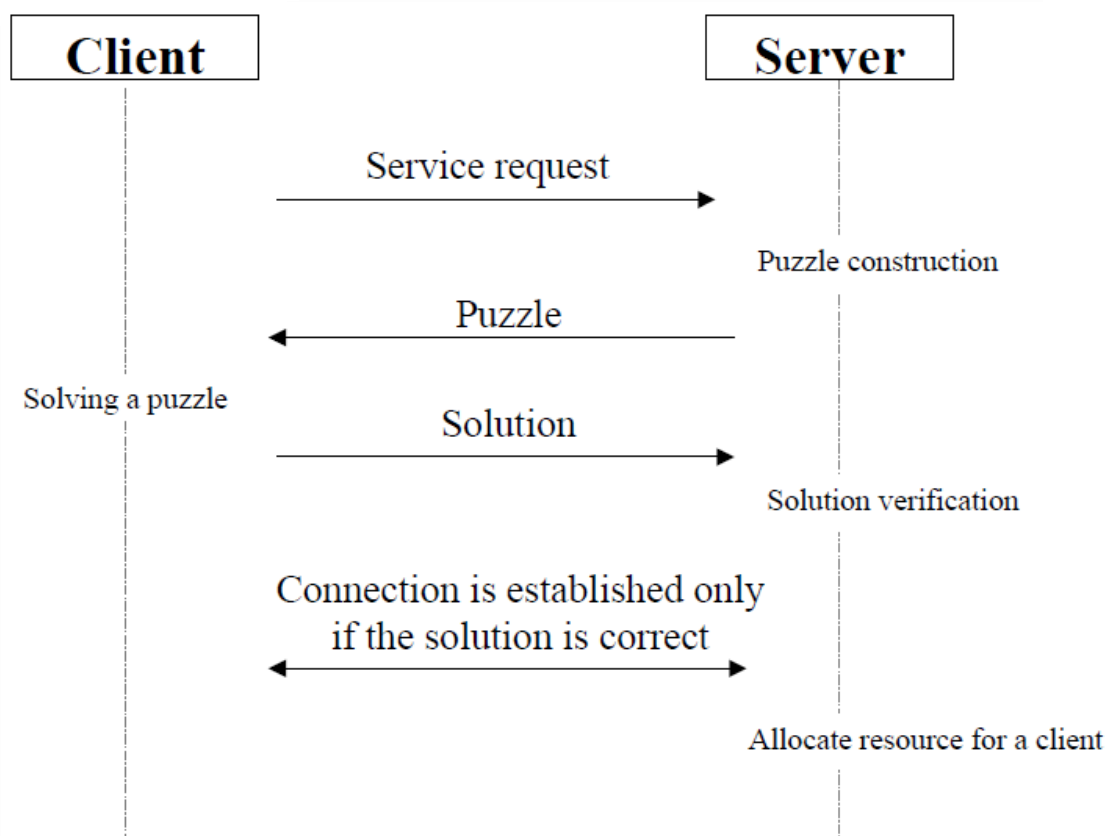 Client
Server
Service request
Puzzle construction
Puzzle
Solving a puzzle
Solution
Solution verification
Connection is established only
if the solution is correct
Allocate resource for a client